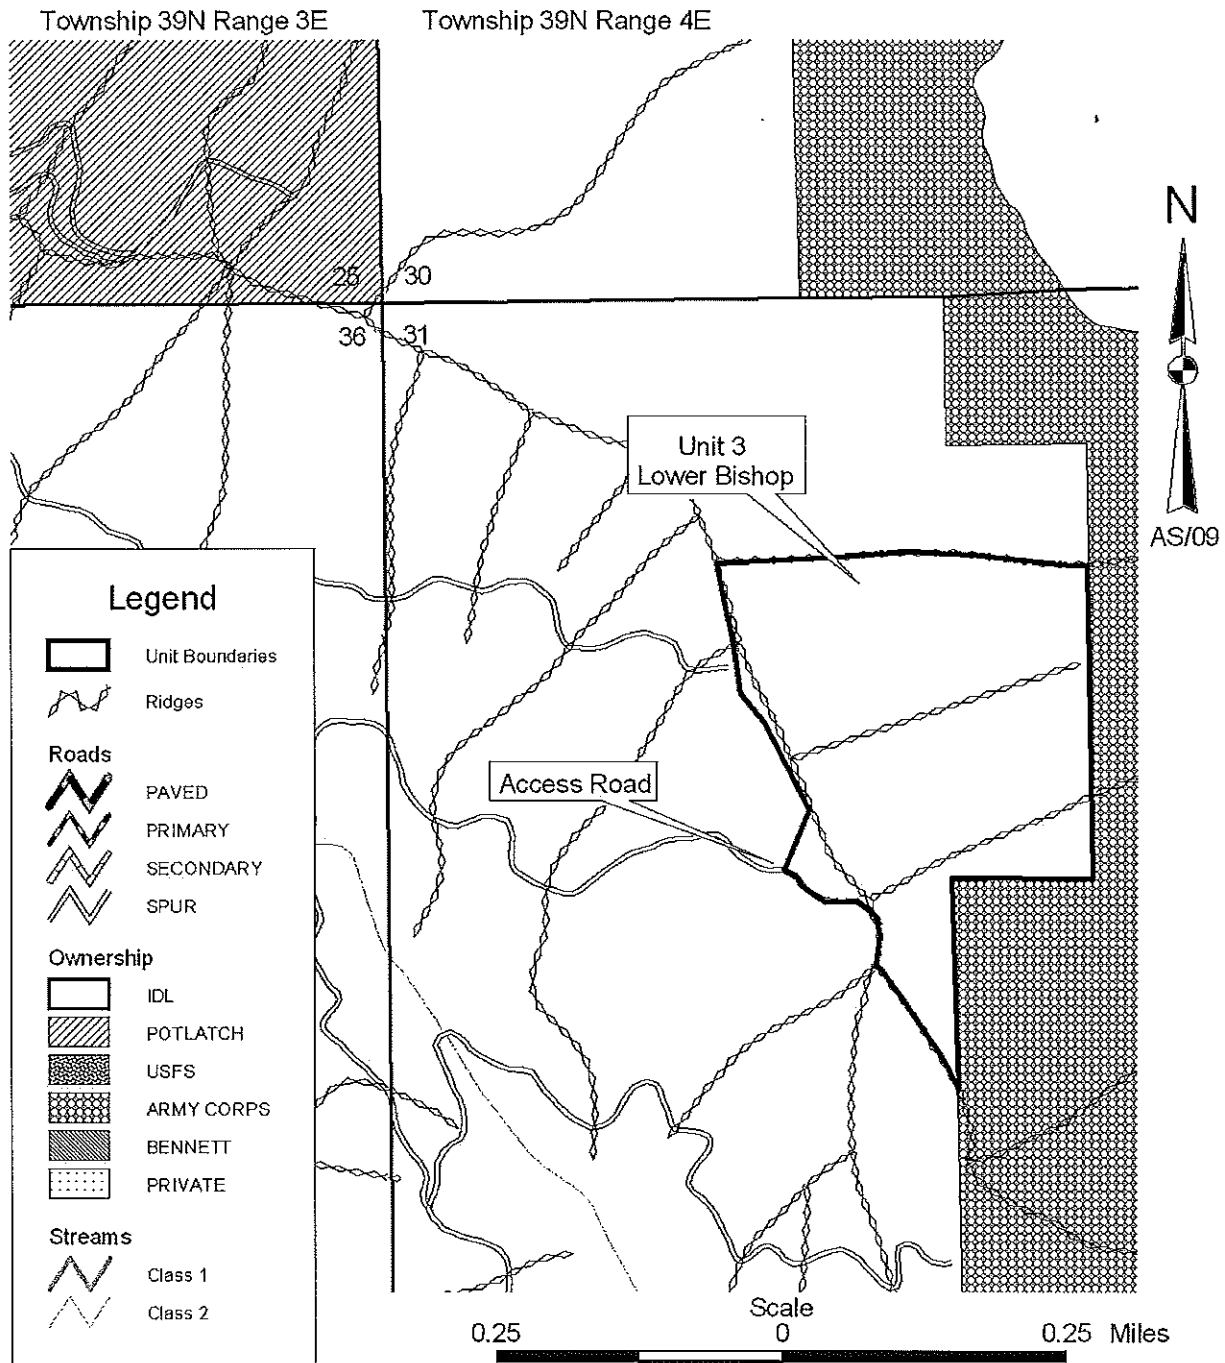 Township 39N Range 3E
Township 39N Range 4E
N
25
30
36
31
Unit 3
Lower Bishop
AS/09
Legend
Unit Boundaries
Ridges
Roads
PAVED
PRIMARY
SECONDARY
SPUR
Access Road
Ownership
IDL
POTLATCH
USFS
ARMY CORPS
BENNETT
PRIVATE
Streams
Class 1
Class 2
Scale
0.25
0
0.25 Miles